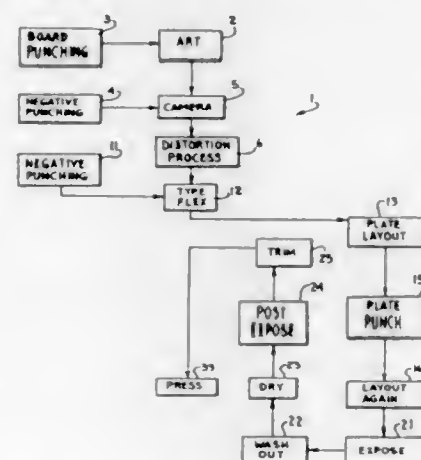 3
BOARD
PUNCHING
2
ART
4
NEGATIVE
PUNCHING
5
CAMERA
1
DISTORTION
PROCESS
6
11
NEGATIVE
PUNCHING
TYPE
FLEX
12
13
PLATE
LAYOUT
TRIM
25
24
POST
EXPOSE
15
PLATE
PUNCH
35
PRESS
23
DRY
16
LAYOUT
AGAIN
22
WASH
OUT
21
EXPOSE